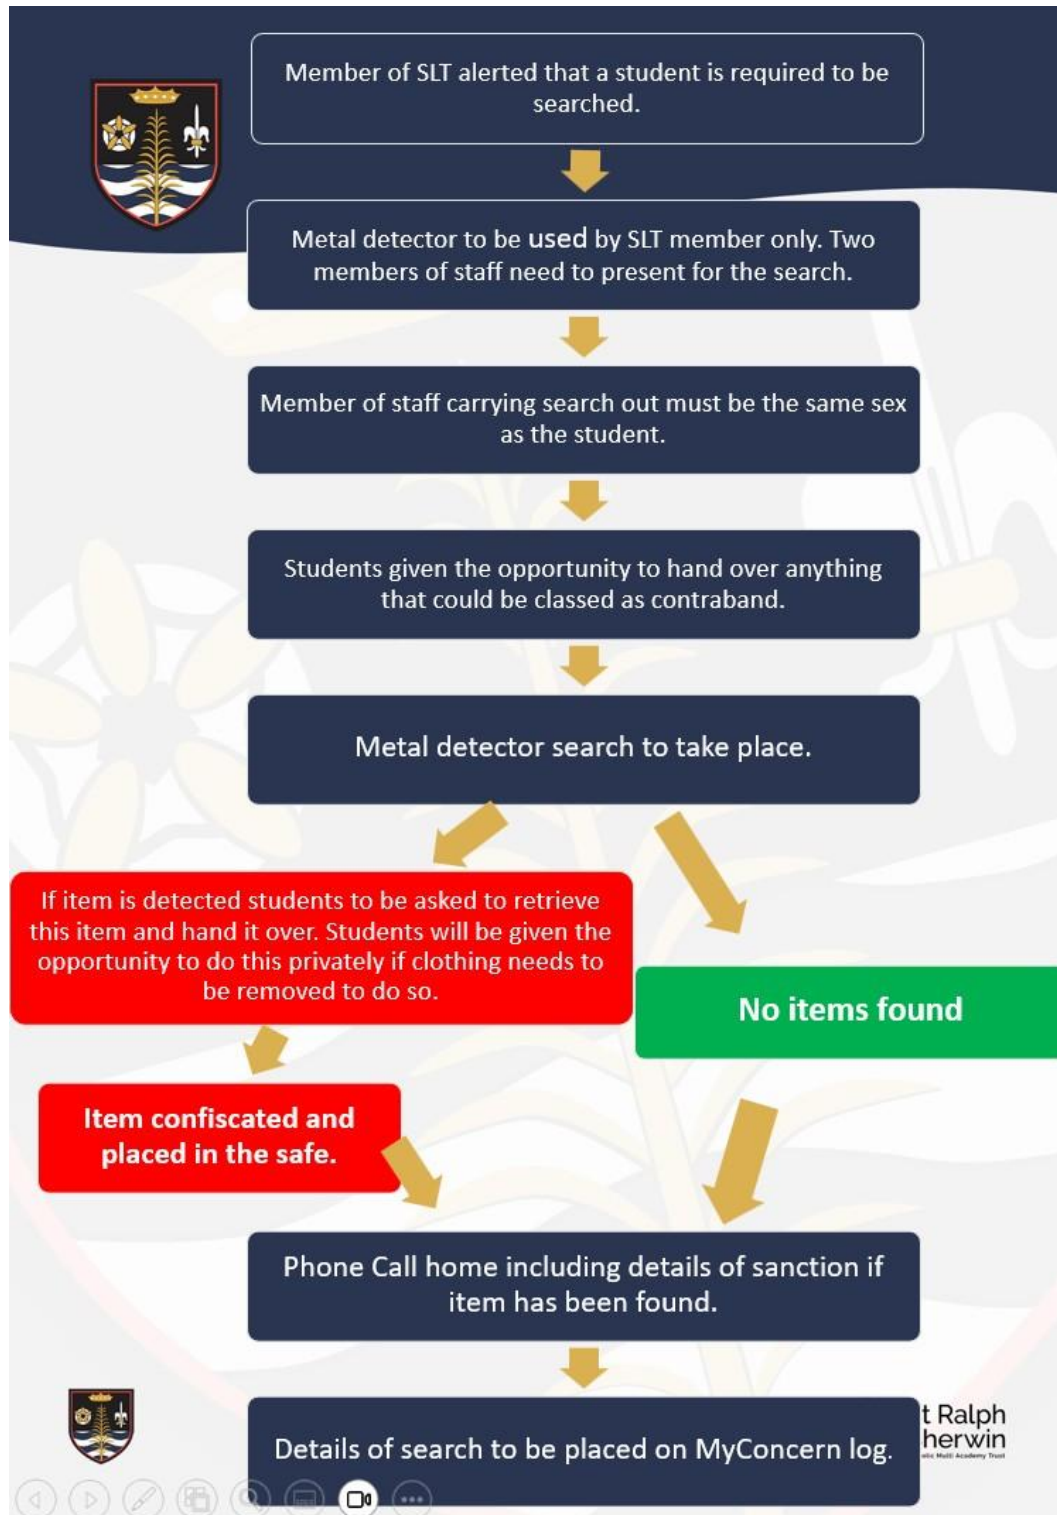 Member of SLT alerted that a student is required to be
searched.
Metal detector to be used by SLT member only. Two
members of staff need to present for the search.
Member of staff carrying search out must be the same sex
as the student.
Students given the opportunity to hand over anything
that could be classed as contraband.
Metal detector search to take place.
If item is detected students to be asked to retrieve
this item and hand it over. Students will be given the
opportunity to do this privately if clothing needs to
be removed to do so.
No items found
Item confiscated and
placed in the safe.
Phone Call home including details of sanction if
item has been found.
Details of search to be placed on MyConcern log.
t Ralph
herwin
olic Multi Academy Trust